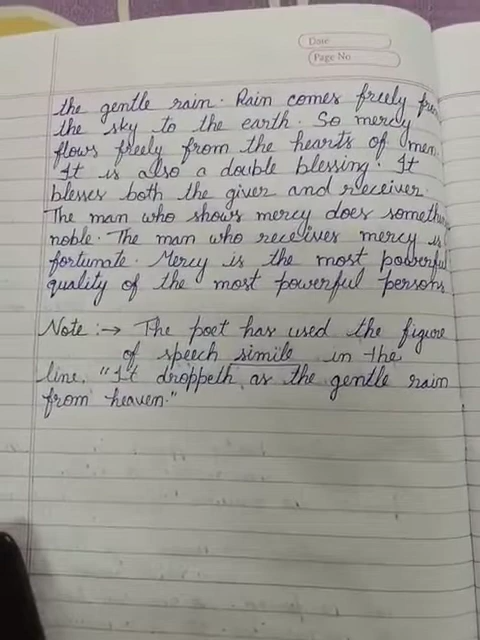 Date
Page No
the gentle rain. Rain comes freely
the sky to the earth. So mercy
flows freely from the hearts of men.
It is also a double blessing. It
blesses both the giver and receiver.
The man who shows mercy does someth
noble. The man who receives mercy is
fortunate. Mercy is the most powerful
quality of the most powerful persons
Note :→ The poet has used the figure
of speech simile in the
line, "It droppeth as the gentle rain
from heaven."